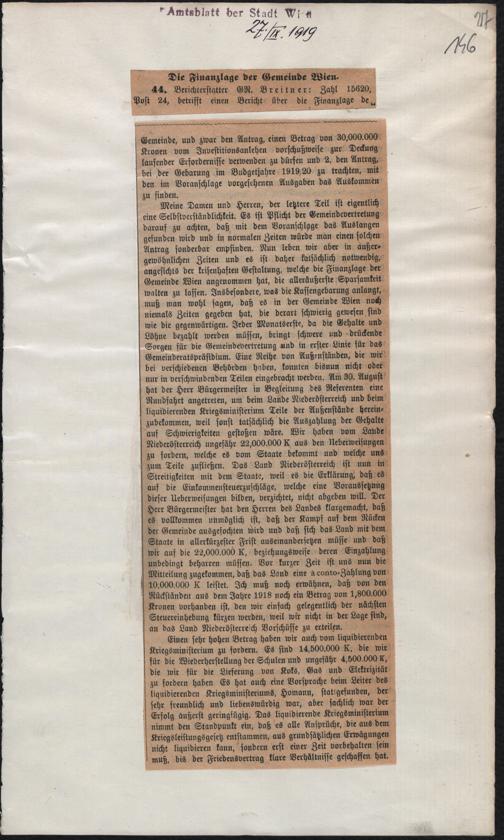 Amtsblatt der Stadt Wien
27/IX. 1919
217
146
Die Finanzlage der Gemeinde Wien.
44. Berichterstatter GR. Breitner: Zahl 15620,
Post 24, betrifft einen Bericht über die Finanzlage de
Gemeinde, und zwar den Antrag, einen Betrag von 30,000.000
Kronen vom Investitionsanlehen vorschußweise zur Deckung
laufender Erfordernisse verwenden zu dürfen und 2. den Antrag,
bei der Gebarung im Budgetjahre 1919/20 zu trachten, mit
den im Voranschlage vorgesehenen Ausgaben das Auskommen
zu finden.
Meine Damen und Herren, der letztere Teil ist eigentlich
eine Selbstverständlichkeit. Es ist Pflicht der Gemeindevertretung
darauf zu achten, daß mit dem Voranschlage das Auslangen
gefunden wird und in normalen Zeiten würde man einen solchen
Antrag sonderbar empfinden. Nun leben wir aber in außer-
gewöhnlichen Zeiten und es ist daher tatsächlich notwendig,
angesichts der krisenhaften Gestaltung, welche die Finanzlage der
Gemeinde Wien angenommen hat, die alleräußerste Sparsamkeit
walten zu lassen. Insbesondere, was die Kassengebarung anlangt,
muß man wohl sagen, daß es in der Gemeinde Wien noch
niemals Zeiten gegeben hat, die derart schwierig gewesen sind
wie die gegenwärtigen. Jeder Monatserste, da die Gehalte und
Löhne bezahlt werden müssen, bringt schwere und drückende
Sorgen für die Gemeindevertretung und in erster Linie für das
Gemeinderatspräsidium. Eine Reihe von Außenständen, die wir
bei verschiedenen Behörden haben, konnten bisnun nicht oder
nur in verschwindenden Teilen eingebracht werden. Am 30. August
hat der Herr Bürgermeister in Begleitung des Referenten eine
Rundfahrt angetreten, um beim Lande Niederösterreich und beim
liquidierenden Kriegsministerium Teile der Außenstände herein-
zubekommen, weil sonst tatsächlich die Auszahlung der Gehalte
auf Schwierigkeiten gestoßen wäre. Wir haben vom Lande
Niederösterreich ungefähr 22,000.000 K aus den Ueberweisungen
zu fordern, welche es vom Staate bekommt und welche uns
zum Teile zufließen. Das Land Niederösterreich ist nun in
Streitigkeiten mit dem Staate, weil es die Erklärung, daß es
auf die Einkommensteuerzuschläge, welche eine Voraussetzung
dieser Ueberweisungen bilden, verzichtet, nicht abgeben will. Der
Herr Bürgermeister hat den Herren des Landes klargemacht, daß
es vollkommen unmöglich ist, daß der Kampf auf dem Rücken
der Gemeinde ausgefochten wird und daß sich das Land mit dem
Staate in allerkürzester Frist auseinandersetzen müsse und daß
wir auf die 22,000.000 K, beziehungsweise deren Einzahlung
unbedingt beharren müssen. Vor kurzer Zeit ist uns nun die
Mitteilung zugekommen, daß das Land eine a conto-Zahlung von
10,000.000 K leistet. Ich muß noch erwähnen, daß von den
Rückständen aus dem Jahre 1918 noch ein Betrag von 1,800.000
Kronen vorhanden ist, den wir einfach gelegentlich der nächsten
Steuereinhebung kürzen werden, weil wir nicht in der Lage sind,
an das Land Niederösterreich Vorschüsse zu erteilen.
Einen sehr hohen Betrag haben wir auch vom liquidierenden
Kriegsministerium zu fordern. Es sind 14,500.000 K, die wir
für die Wiederherstellung der Schulen und ungefähr 4,500.000 K,
die wir für die Lieferung von Koks, Gas und Elektrizität
zu fordern haben. Es hat auch eine Vorsprache beim Leiter des
liquidierenden Kriegsministeriums, Homann, stattgefunden, der
sehr freundlich und liebenswürdig war, aber sachlich war der
Erfolg äußerst geringfügig. Das liquidierende Kriegsministerium
nimmt den Standpunkt ein, daß es alle Ansprüche, die aus dem
Kriegsleistungsgesetz entstammen, aus grundsätzlichen Erwägungen
nicht liquidieren kann, sondern erst einer Zeit vorbehalten sein
muß, bis der Friedensvertrag klare Verhältnisse geschaffen hat.